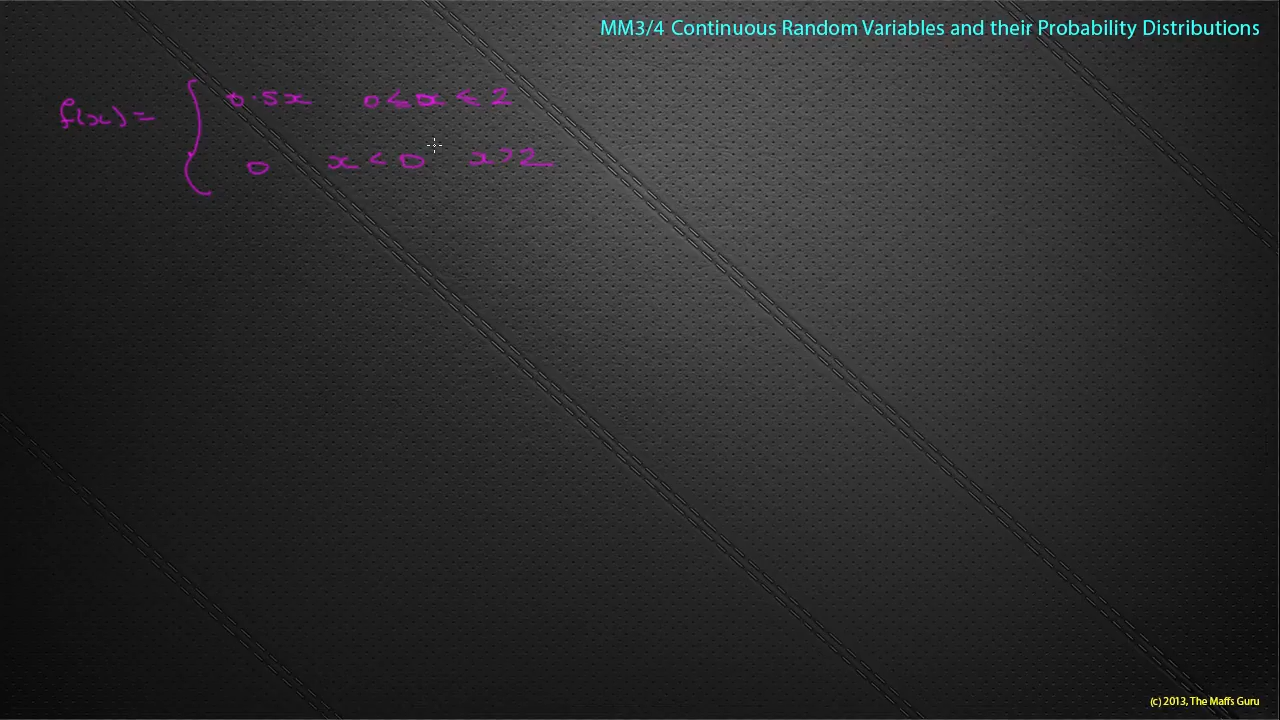 MM3/4 Continuous Random Variables and their Probability Distributions
f(x) = { 0.5x 0 ≤ x ≤ 2
0 x < 0 x > 2
(c) 2013, The Maffs Guru